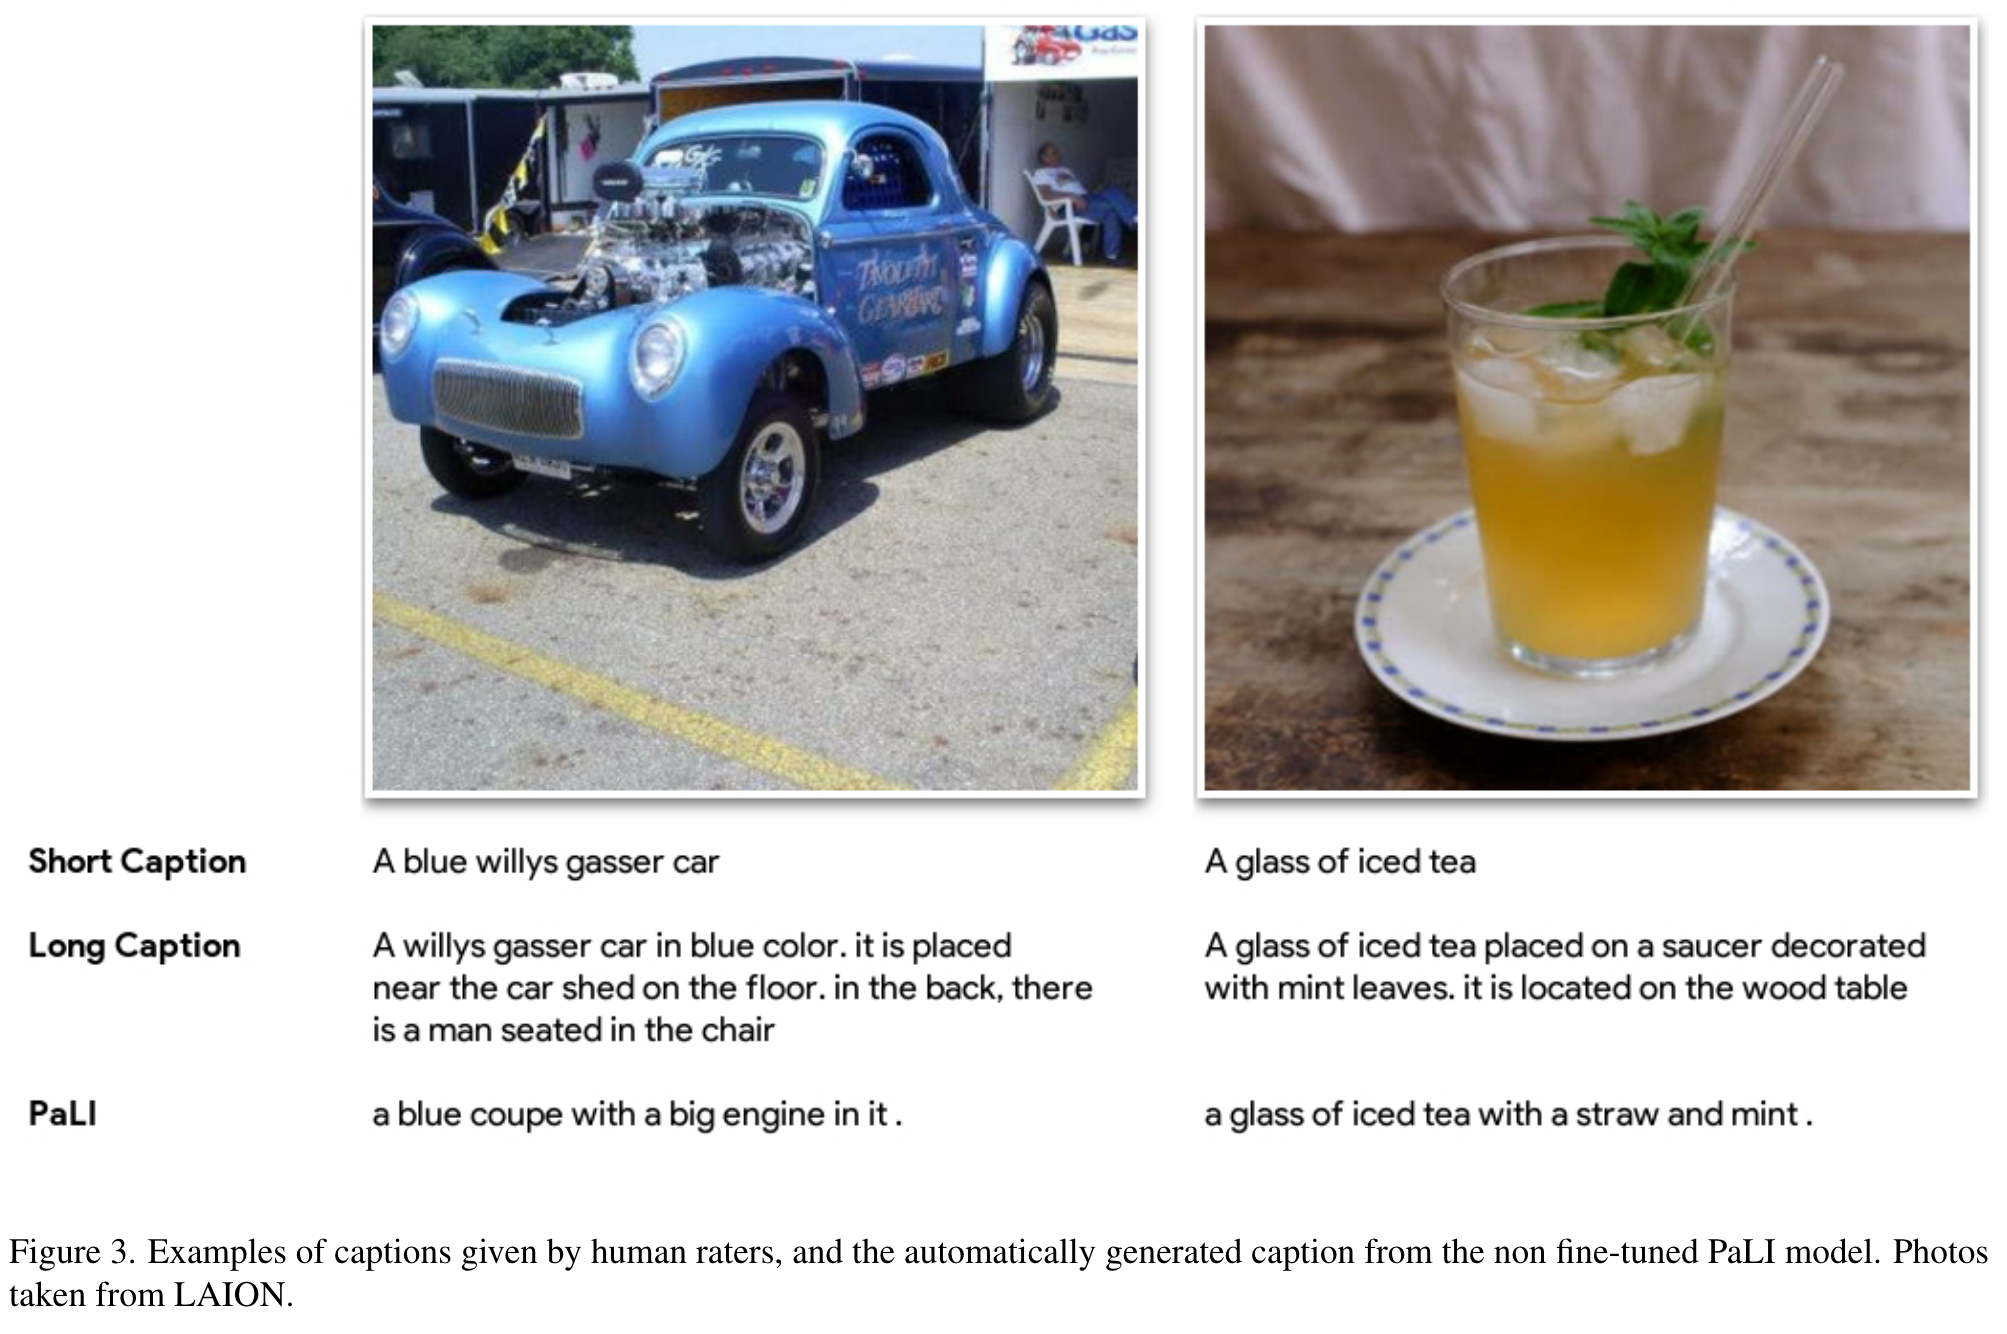 Gas
Short Caption
A blue willys gasser car
A glass of iced tea
Long Caption
A willys gasser car in blue color. it is placed
near the car shed on the floor. in the back, there
is a man seated in the chair
A glass of iced tea placed on a saucer decorated
with mint leaves. it is located on the wood table
PaLI
a blue coupe with a big engine in it .
a glass of iced tea with a straw and mint .
Figure 3. Examples of captions given by human raters, and the automatically generated caption from the non fine-tuned PaLI model. Photos
taken from LAION.